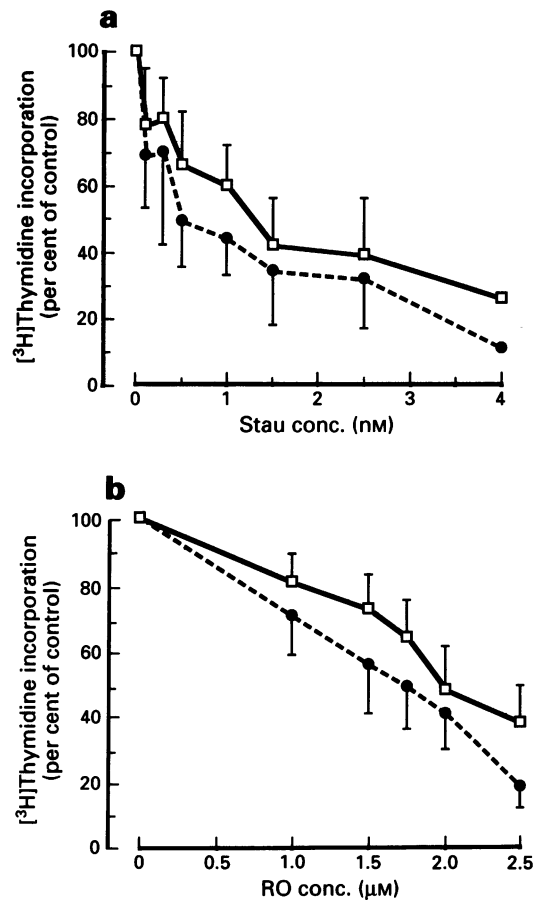 a
[³H]Thymidine incorporation
(per cent of control)
100
80
60
40
20
0
0 1 2 3 4
Stau conc. (nM)
b
[³H]Thymidine incorporation
(per cent of control)
100
80
60
40
20
0
0 0.5 1.0 1.5 2.0 2.5
RO conc. (μM)